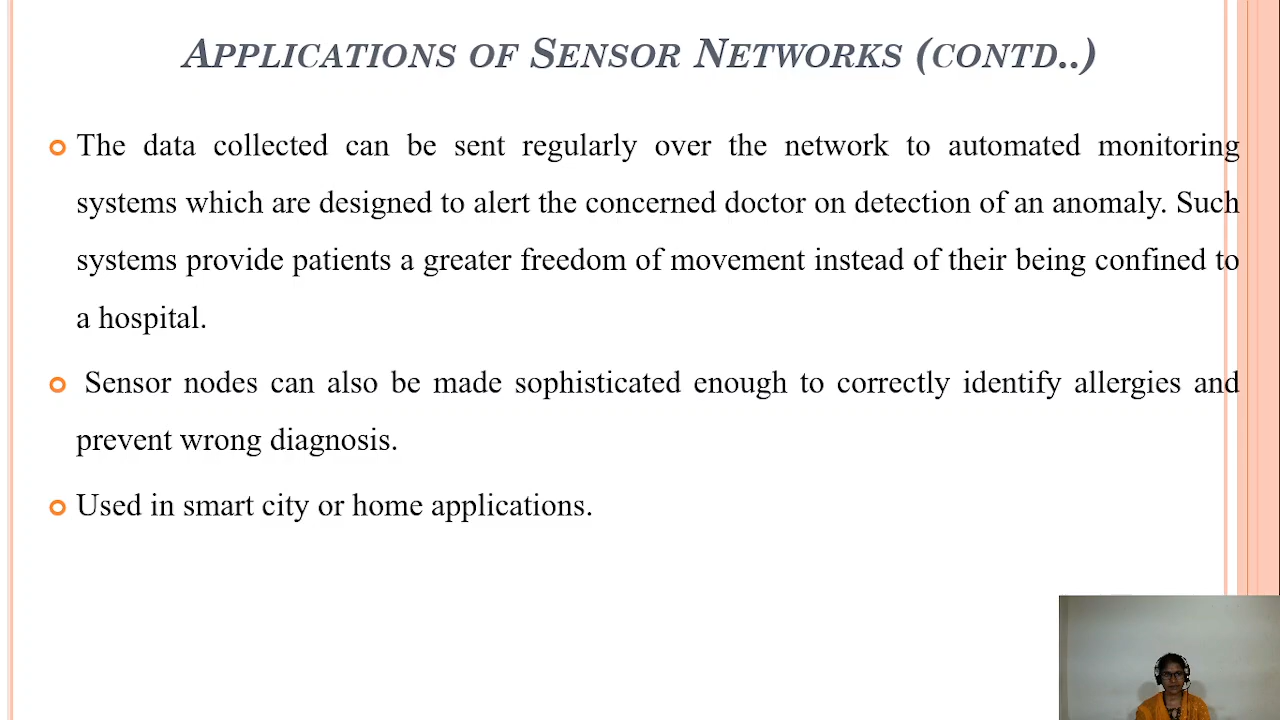 APPLICATIONS OF SENSOR NETWORKS (CONTD..)
The data collected can be sent regularly over the network to automated monitoring
systems which are designed to alert the concerned doctor on detection of an anomaly. Such
systems provide patients a greater freedom of movement instead of their being confined to
a hospital.
Sensor nodes can also be made sophisticated enough to correctly identify allergies and
prevent wrong diagnosis.
Used in smart city or home applications.